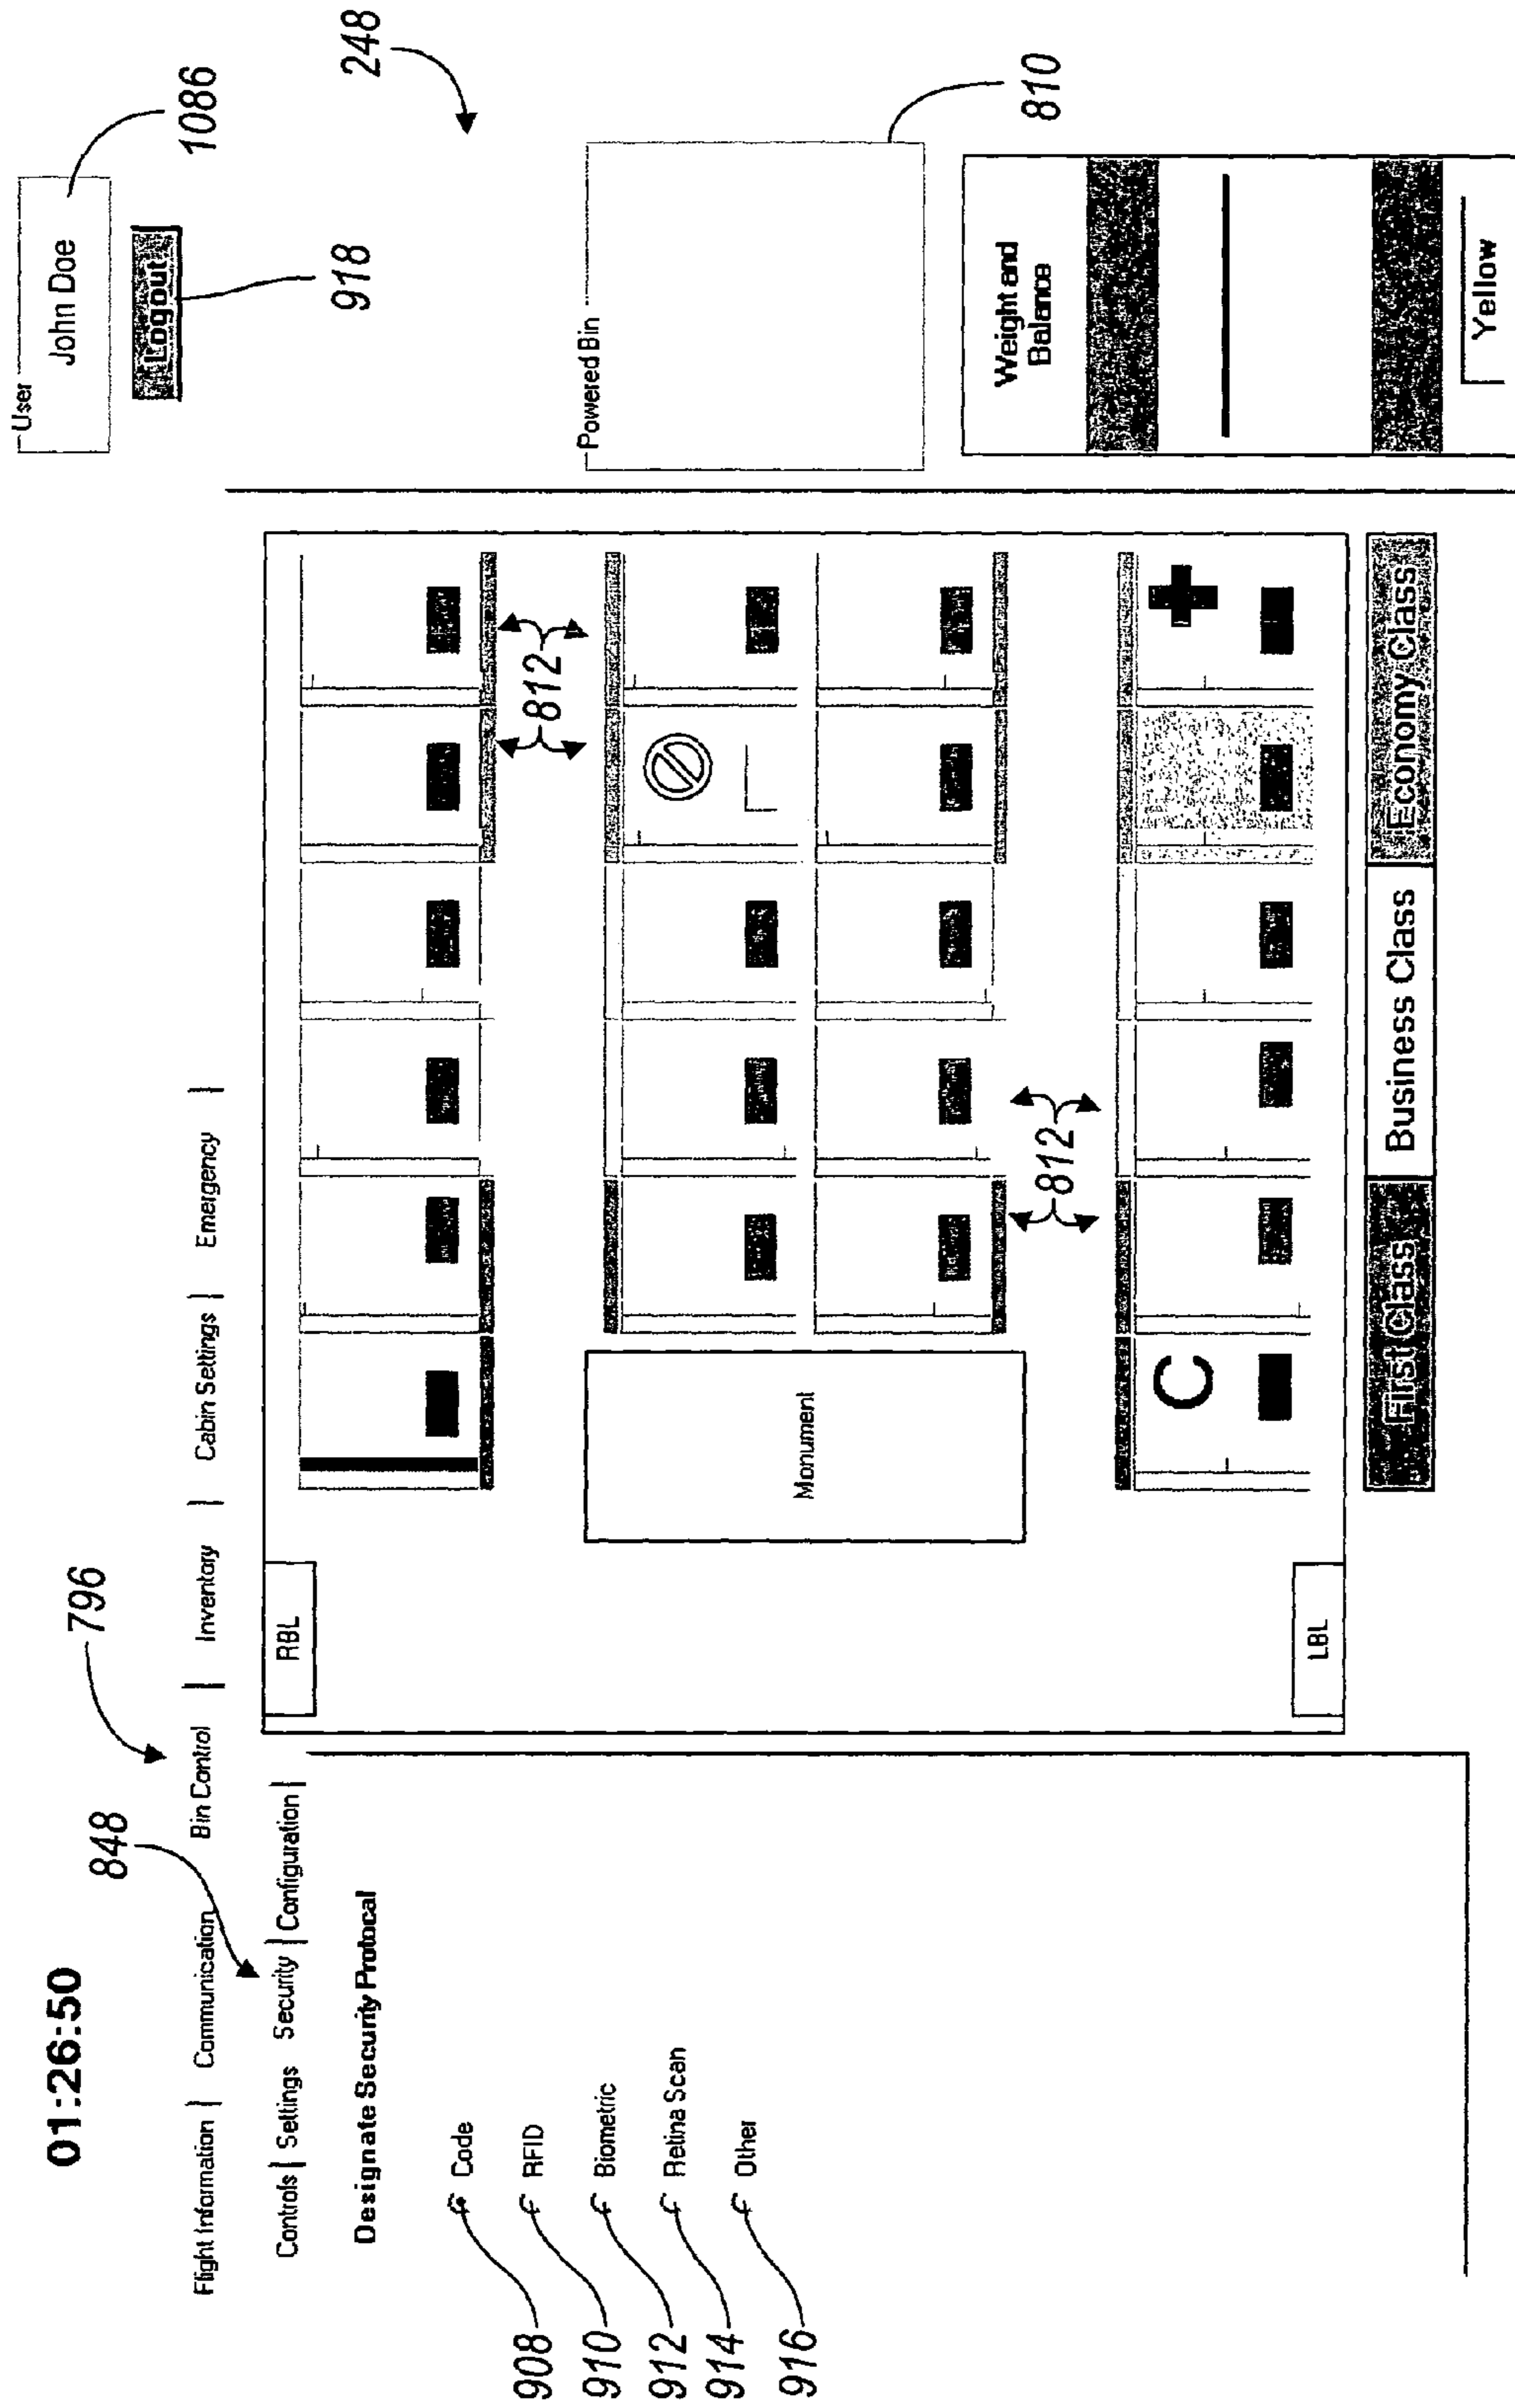 01:26:50
User
John Doe
1086
Logout
918
248
796
848
Flight Information | Communication Bin Control | Inventory | Cabin Settings | Emergency |
Controls | Settings Security | Configuration |
Designate Security Protocal
908 Code
910 RFID
912 Biometric
914 Retina Scan
916 Other
RBL
812
Monument
C
812
LBL
First Class Business Class Economy Class
Powered Bin
810
Weight and
Balance
Yellow